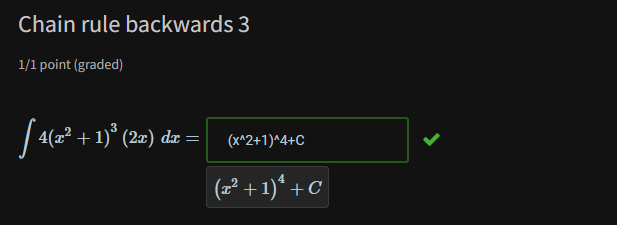 Chain rule backwards 3
1/1 point (graded)
∫ 4(x² + 1)³ (2x) dx = (x^2+1)^4+C
(x² + 1)⁴ + C